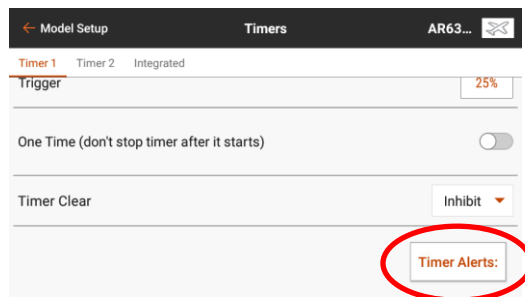 ← Model Setup Timers AR63...
Timer 1 Timer 2 Integrated
Trigger 25%
One Time (don't stop timer after it starts)
Timer Clear Inhibit
Timer Alerts: